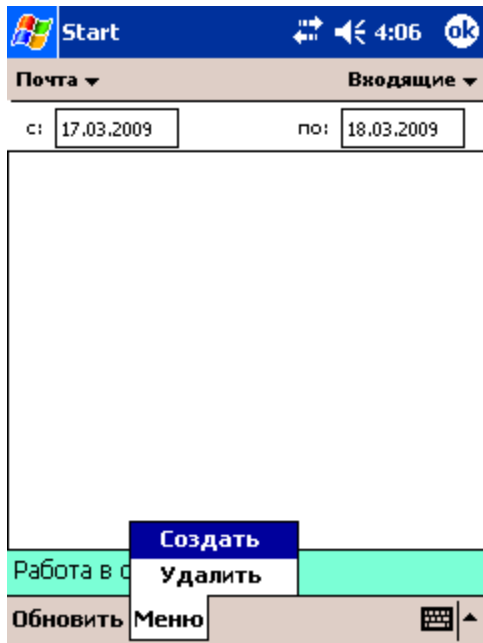 Start 4:06 ok
Почта Входящие
с: 17.03.2009 по: 18.03.2009
Создать
Работа в
Удалить
Обновить Меню